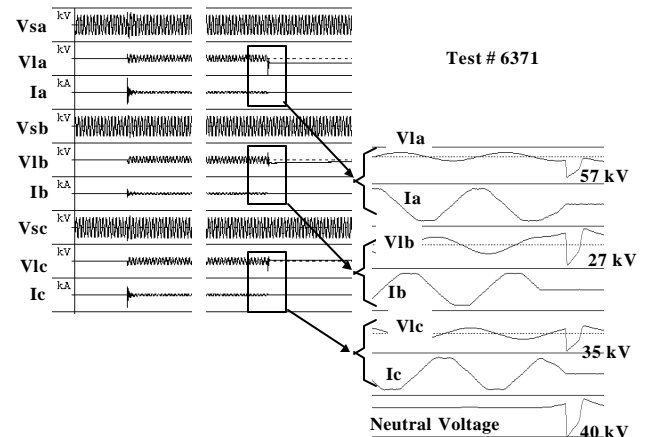 Vsa kV
Vla kV
Ia kA
Vsb kV
Vlb kV
Ib kA
Vsc kV
Vlc kV
Ic kA
Test # 6371
Vla
57 kV
Ia
Vlb
27 kV
Ib
Vlc
35 kV
Ic
Neutral Voltage
40 kV